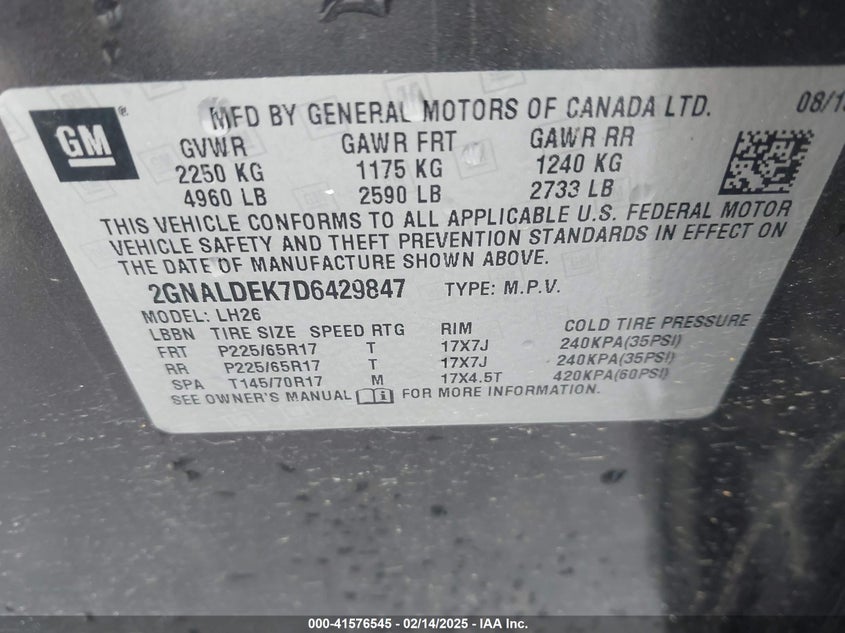 GM ® MFD BY GENERAL MOTORS OF CANADA LTD. 08/1
GVWR GAWR FRT GAWR RR
2250 KG 1175 KG 1240 KG
4960 LB 2590 LB 2733 LB
THIS VEHICLE CONFORMS TO ALL APPLICABLE U.S. FEDERAL MOTOR
VEHICLE SAFETY AND THEFT PREVENTION STANDARDS IN EFFECT ON
THE DATE OF MANUFACTURE SHOWN ABOVE.
2GNALDEK7D6429847 TYPE: M.P.V.
MODEL: LH26
LBBN TIRE SIZE SPEED RTG RIM COLD TIRE PRESSURE
FRT P225/65R17 T 17X7J 240KPA(35PSI)
RR P225/65R17 T 17X7J 240KPA(35PSI)
SPA T145/70R17 M 17X4.5T 420KPA(60PSI)
SEE OWNER'S MANUAL FOR MORE INFORMATION.
000-41576545 - 02/14/2025 - IAA Inc.